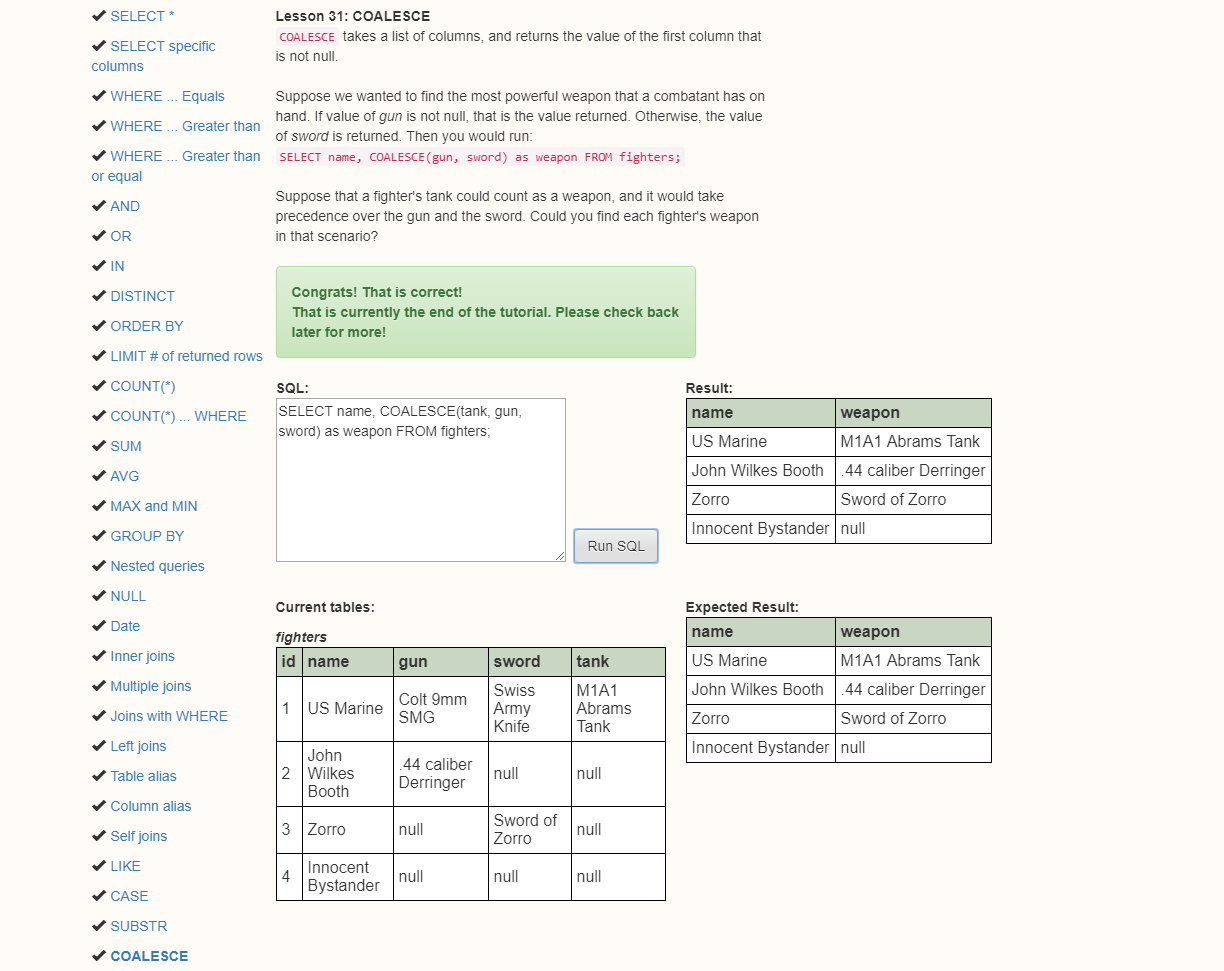 SELECT *
SELECT specific
columns
WHERE ... Equals
WHERE ... Greater than
WHERE ... Greater than
or equal
AND
OR
IN
DISTINCT
ORDER BY
LIMIT # of returned rows
COUNT(*)
COUNT(*) ... WHERE
SUM
AVG
MAX and MIN
GROUP BY
Nested queries
NULL
Date
Inner joins
Multiple joins
Joins with WHERE
Left joins
Table alias
Column alias
Self joins
LIKE
CASE
SUBSTR
COALESCE
Lesson 31: COALESCE
COALESCE takes a list of columns, and returns the value of the first column that
is not null.
Suppose we wanted to find the most powerful weapon that a combatant has on
hand. If value of gun is not null, that is the value returned. Otherwise, the value
of sword is returned. Then you would run:
SELECT name, COALESCE(gun, sword) as weapon FROM fighters;
Suppose that a fighter's tank could count as a weapon, and it would take
precedence over the gun and the sword. Could you find each fighter's weapon
in that scenario?
Congrats! That is correct!
That is currently the end of the tutorial. Please check back
later for more!
SQL:
SELECT name, COALESCE(tank, gun,
sword) as weapon FROM fighters;
Run SQL
Result:
name weapon
US Marine M1A1 Abrams Tank
John Wilkes Booth .44 caliber Derringer
Zorro Sword of Zorro
Innocent Bystander null
Current tables:
fighters
id name gun sword tank
1 US Marine Colt 9mm SMG Swiss Army Knife M1A1 Abrams Tank
2 John Wilkes Booth .44 caliber Derringer null null
3 Zorro null Sword of Zorro null
4 Innocent Bystander null null null
Expected Result:
name weapon
US Marine M1A1 Abrams Tank
John Wilkes Booth .44 caliber Derringer
Zorro Sword of Zorro
Innocent Bystander null